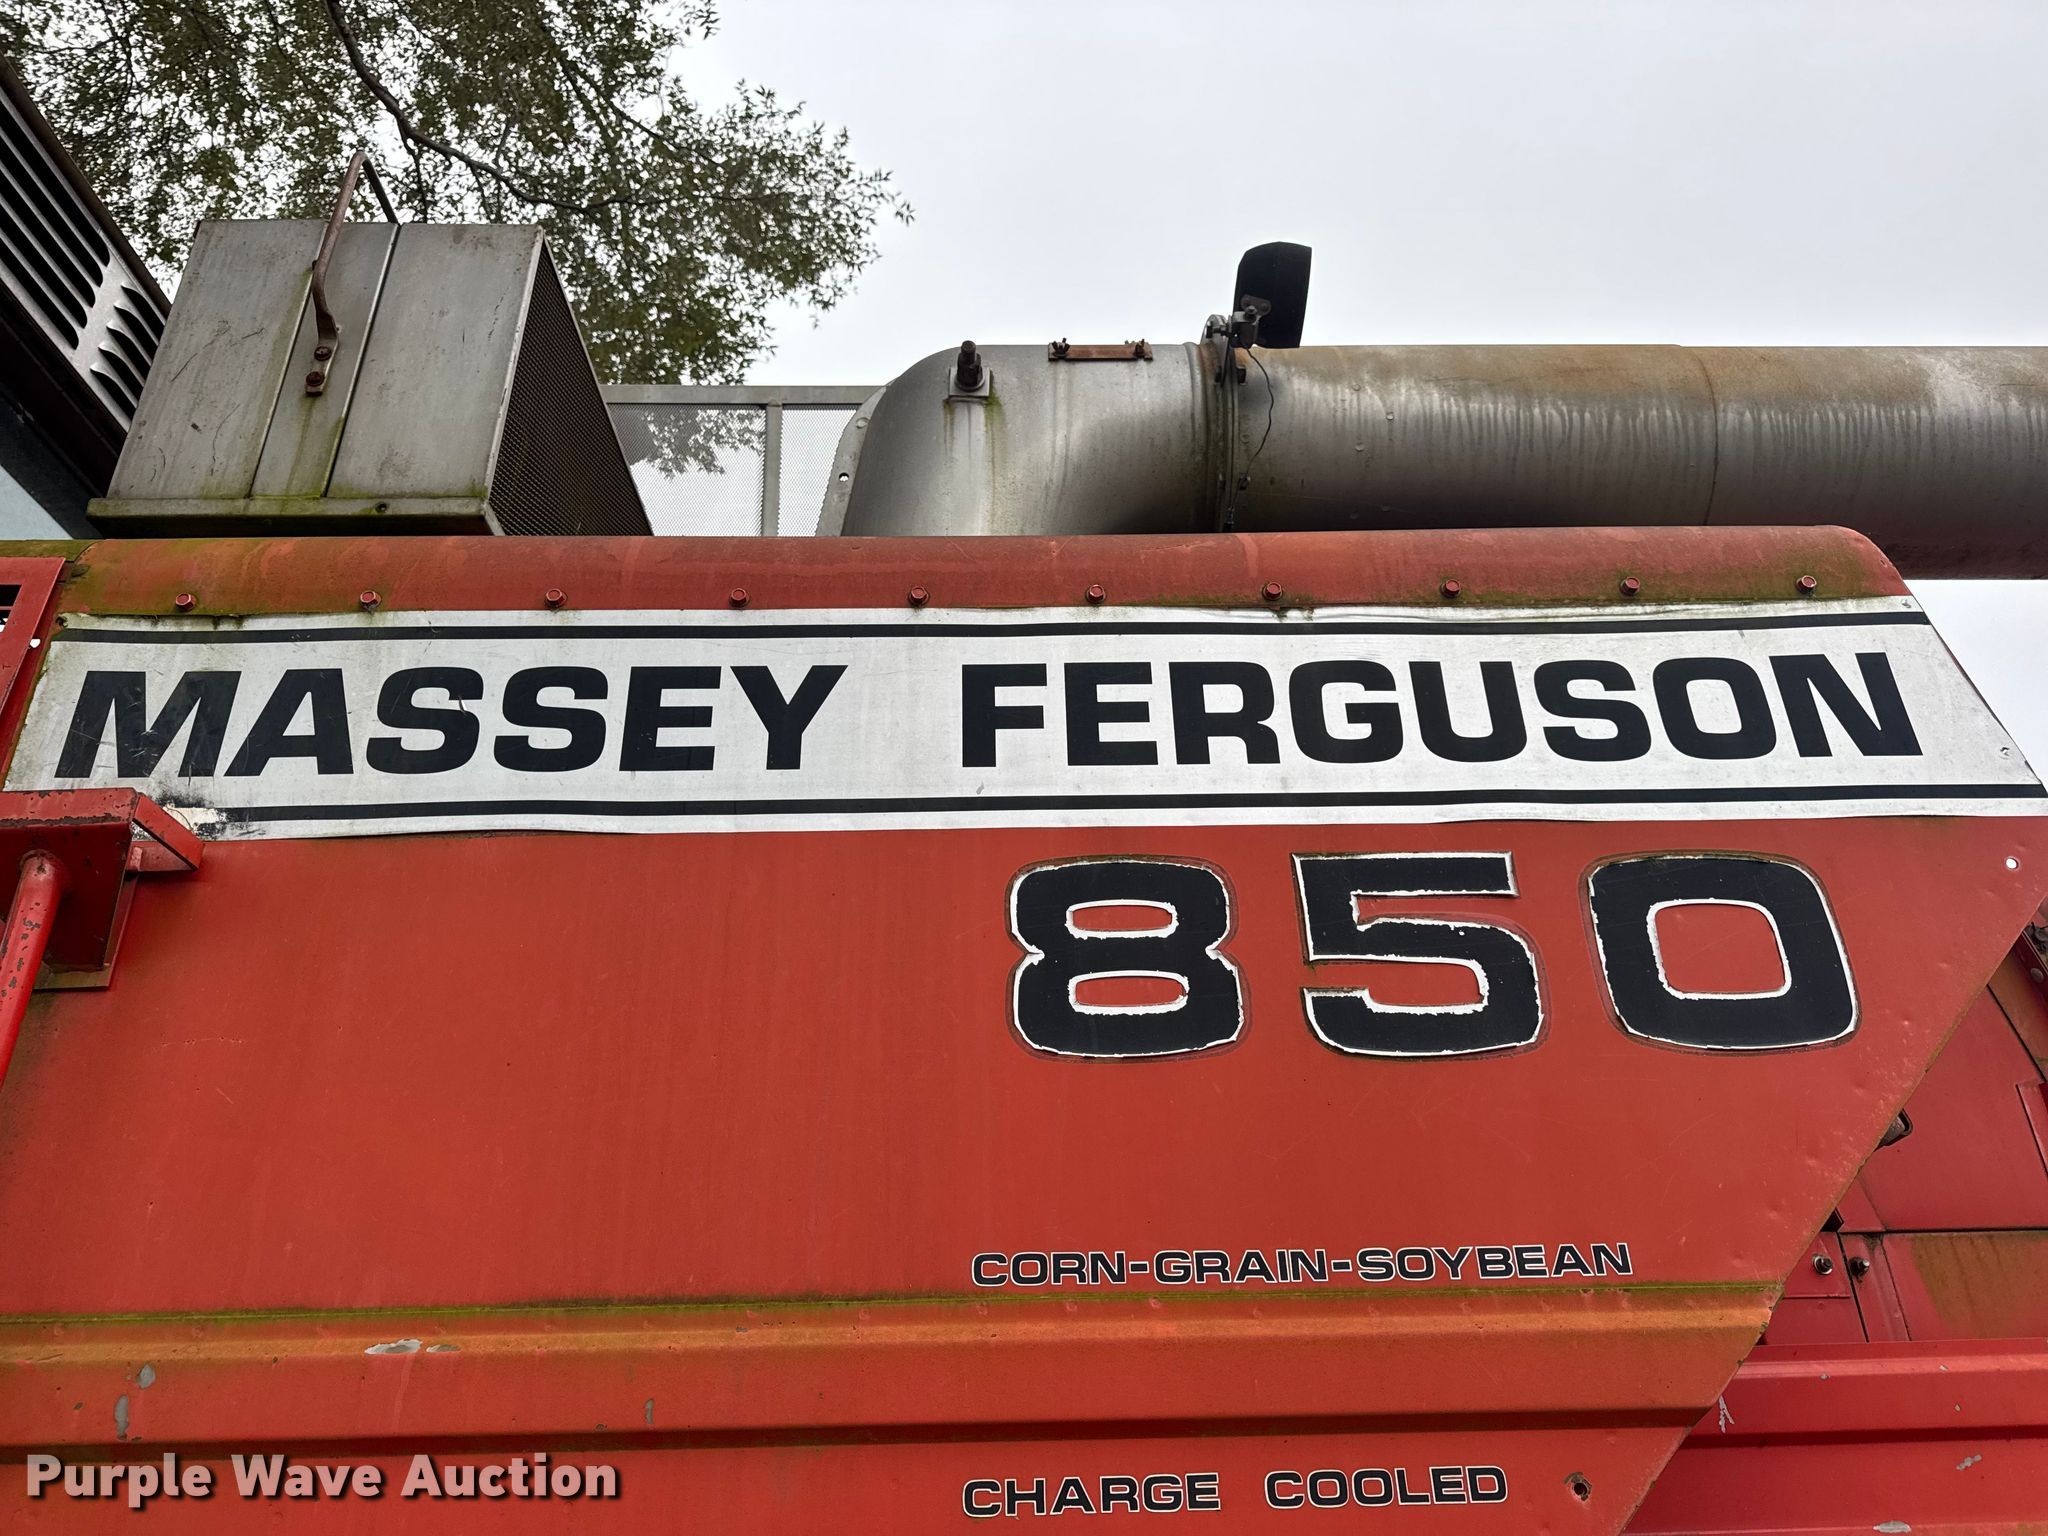 MASSEY FERGUSON
850
CORN-GRAIN-SOYBEAN
CHARGE COOLED
Purple Wave Auction